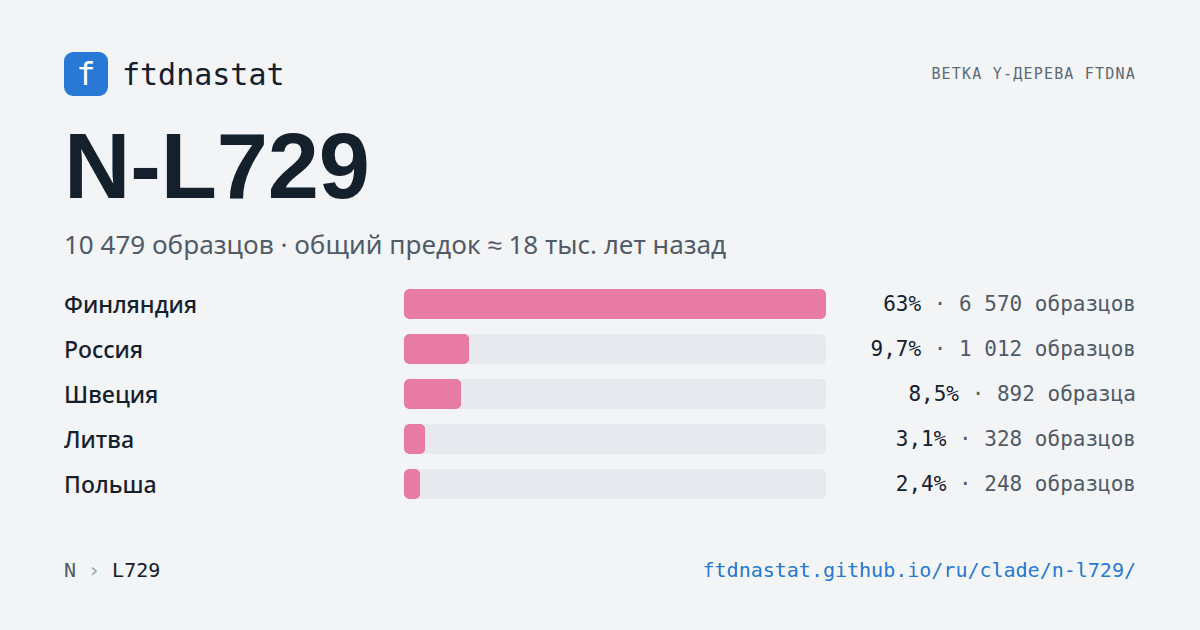 f ftdnastat
ВЕТКА Y-ДЕРЕВА FTDNA
N-L729
10 479 образцов · общий предок ≈ 18 тыс. лет назад
Финляндия 63% · 6 570 образцов
Россия 9,7% · 1 012 образцов
Швеция 8,5% · 892 образца
Литва 3,1% · 328 образцов
Польша 2,4% · 248 образцов
N › L729
ftdnastat.github.io/ru/clade/n-l729/